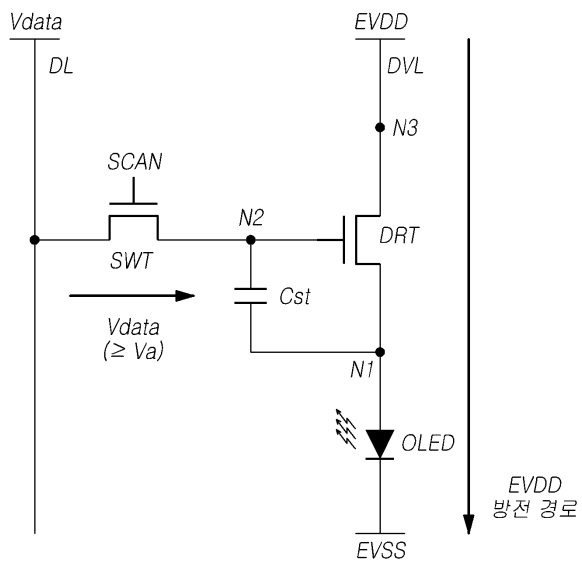 Vdata
EVDD
DL
DVL
N3
SCAN
N2
DRT
SWT
Cst
Vdata
(≥ Va)
N1
OLED
EVDD
방전 경로
EVSS